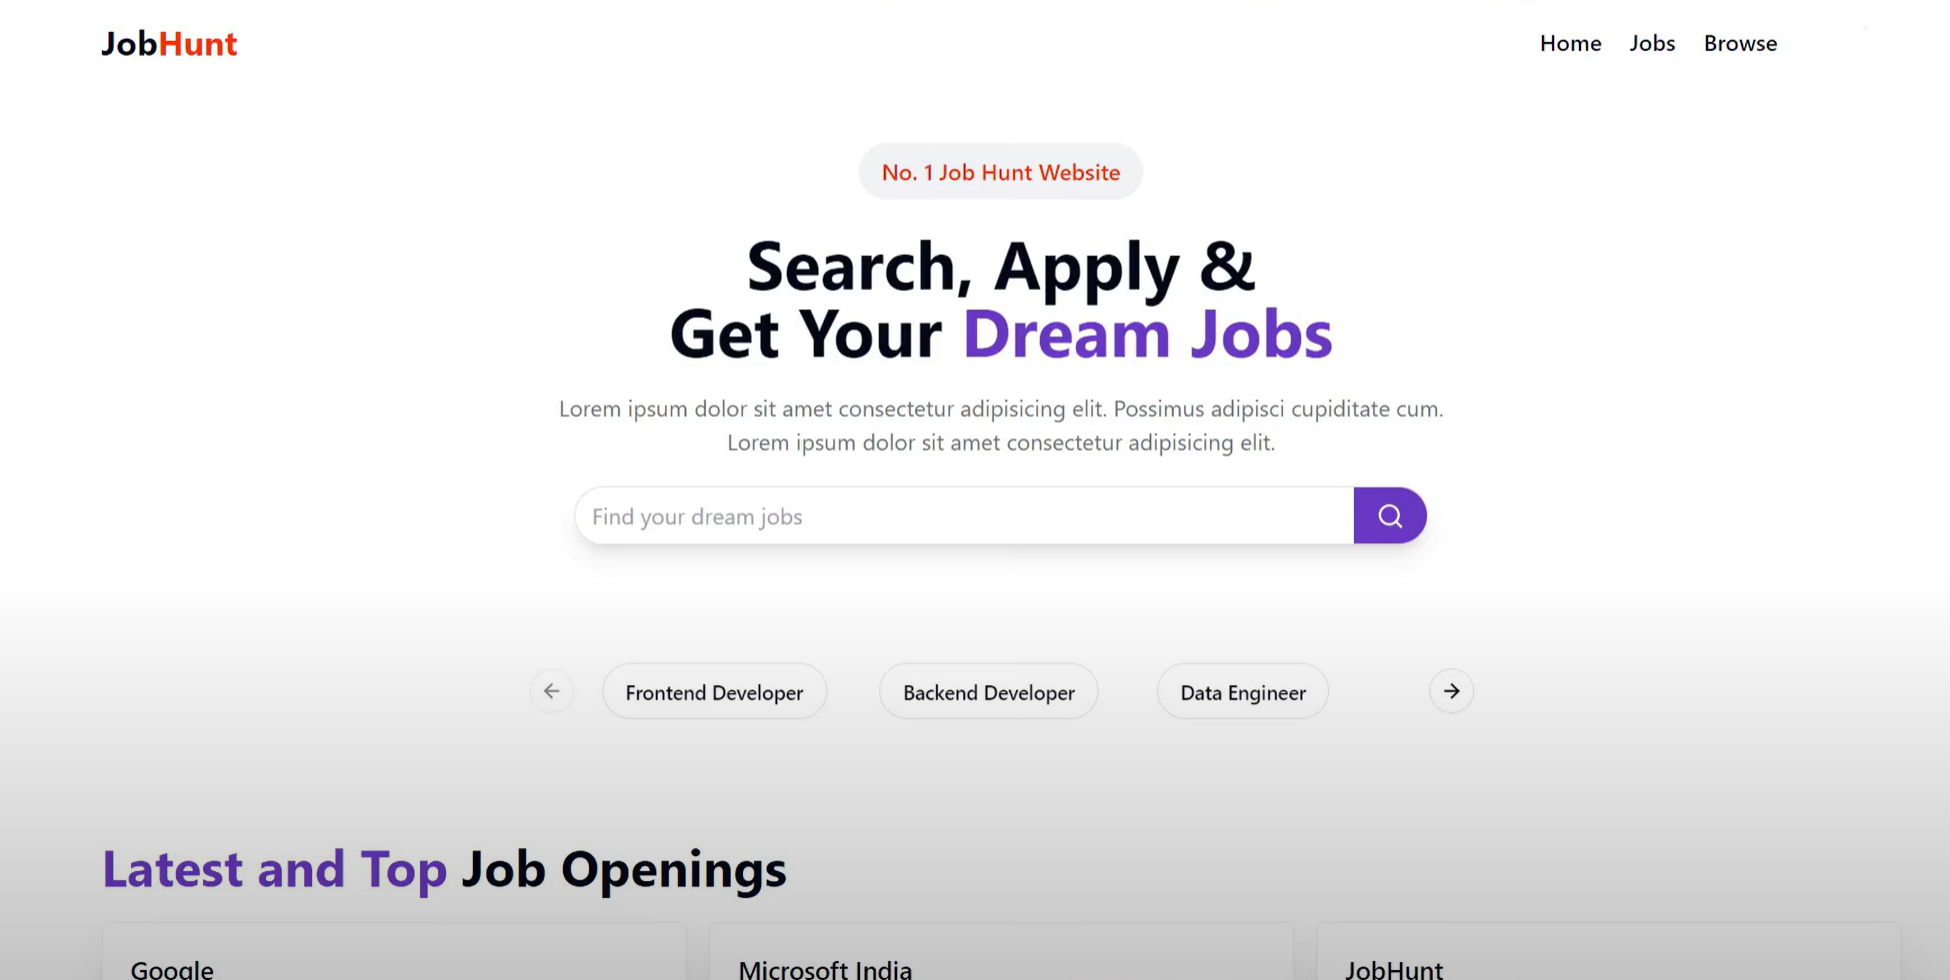 JobHunt
Home Jobs Browse
No. 1 Job Hunt Website
Search, Apply &
Get Your Dream Jobs
Lorem ipsum dolor sit amet consectetur adipisicing elit. Possimus adipisci cupiditate cum.
Lorem ipsum dolor sit amet consectetur adipisicing elit.
Find your dream jobs
Frontend Developer Backend Developer Data Engineer
Latest and Top Job Openings
Google Microsoft India JobHunt